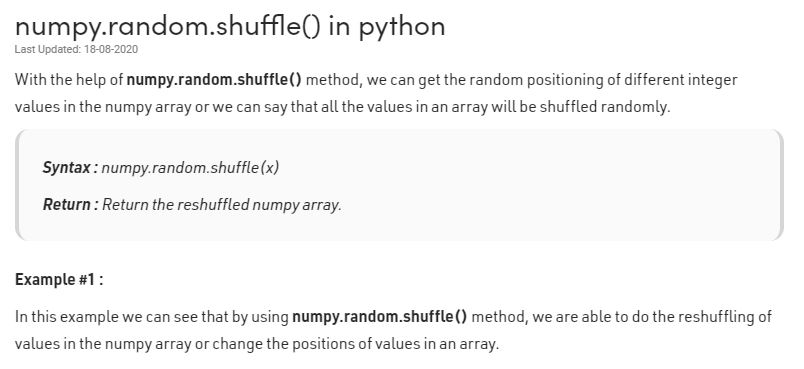 numpy.random.shuffle() in python
Last Updated: 18-08-2020
With the help of numpy.random.shuffle() method, we can get the random positioning of different integer
values in the numpy array or we can say that all the values in an array will be shuffled randomly.
Syntax : numpy.random.shuffle(x)
Return : Return the reshuffled numpy array.
Example #1 :
In this example we can see that by using numpy.random.shuffle() method, we are able to do the reshuffling of
values in the numpy array or change the positions of values in an array.